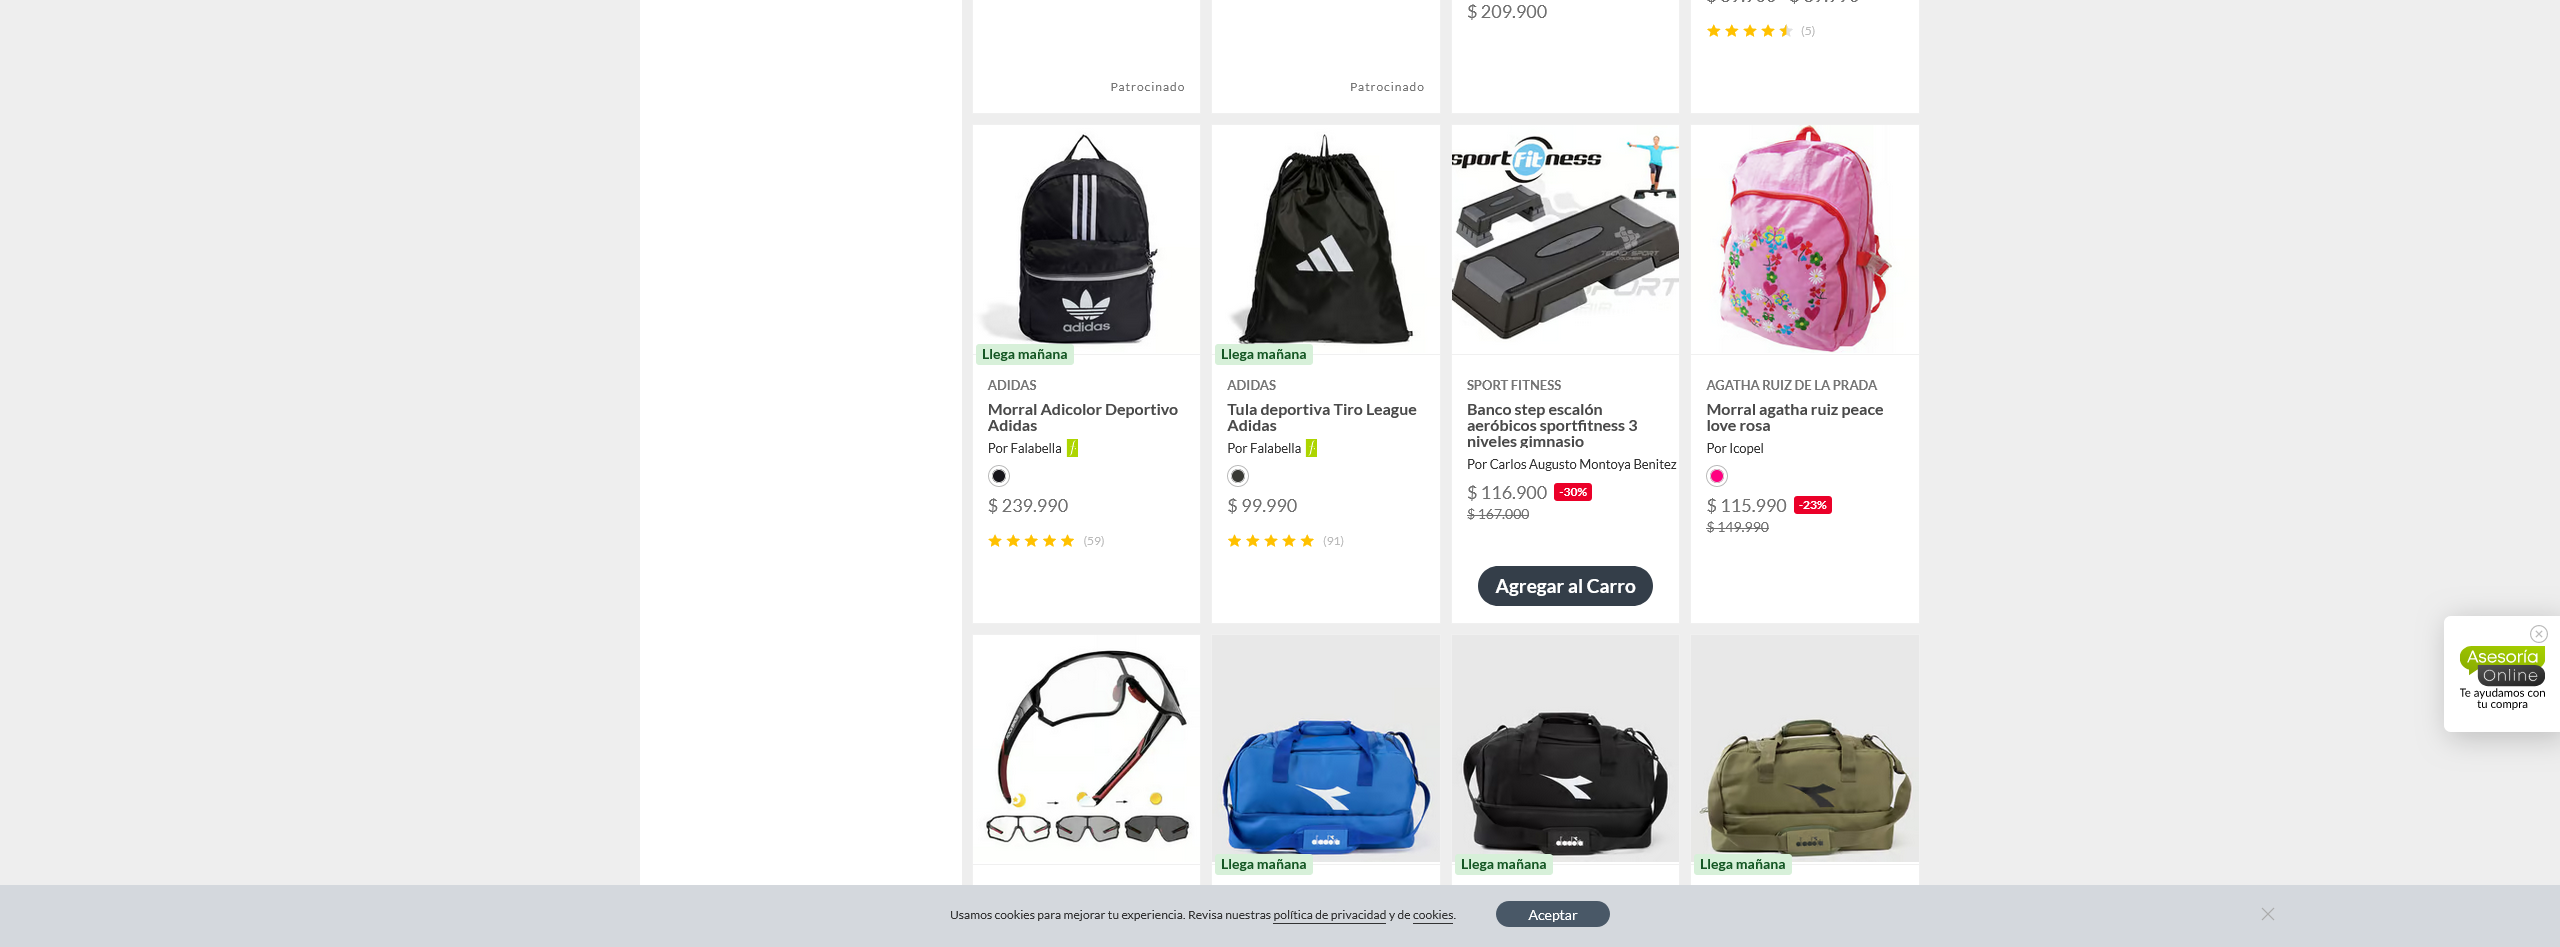 $ 209.900
(5)
Patrocinado
Patrocinado
adidas
Llega mañana
ADIDAS
Morral Adicolor Deportivo
Adidas
Por Falabella
$ 239.990
(59)
Llega mañana
ADIDAS
Tula deportiva Tiro League
Adidas
Por Falabella
$ 99.990
(91)
sportfitness
SPORT FITNESS
Banco step escalón
aeróbicos sportfitness 3
niveles gimnasio
Por Carlos Augusto Montoya Benitez
$ 116.900 -30%
$ 167.000
Agregar al Carro
AGATHA RUIZ DE LA PRADA
Morral agatha ruiz peace
love rosa
Por Icopel
$ 115.990 -23%
$ 149.990
diadora
Llega mañana
diadora
Llega mañana
diadora
Llega mañana
Asesoría
Online
Te ayudamos con
tu compra
Usamos cookies para mejorar tu experiencia. Revisa nuestras política de privacidad y de cookies.
Aceptar